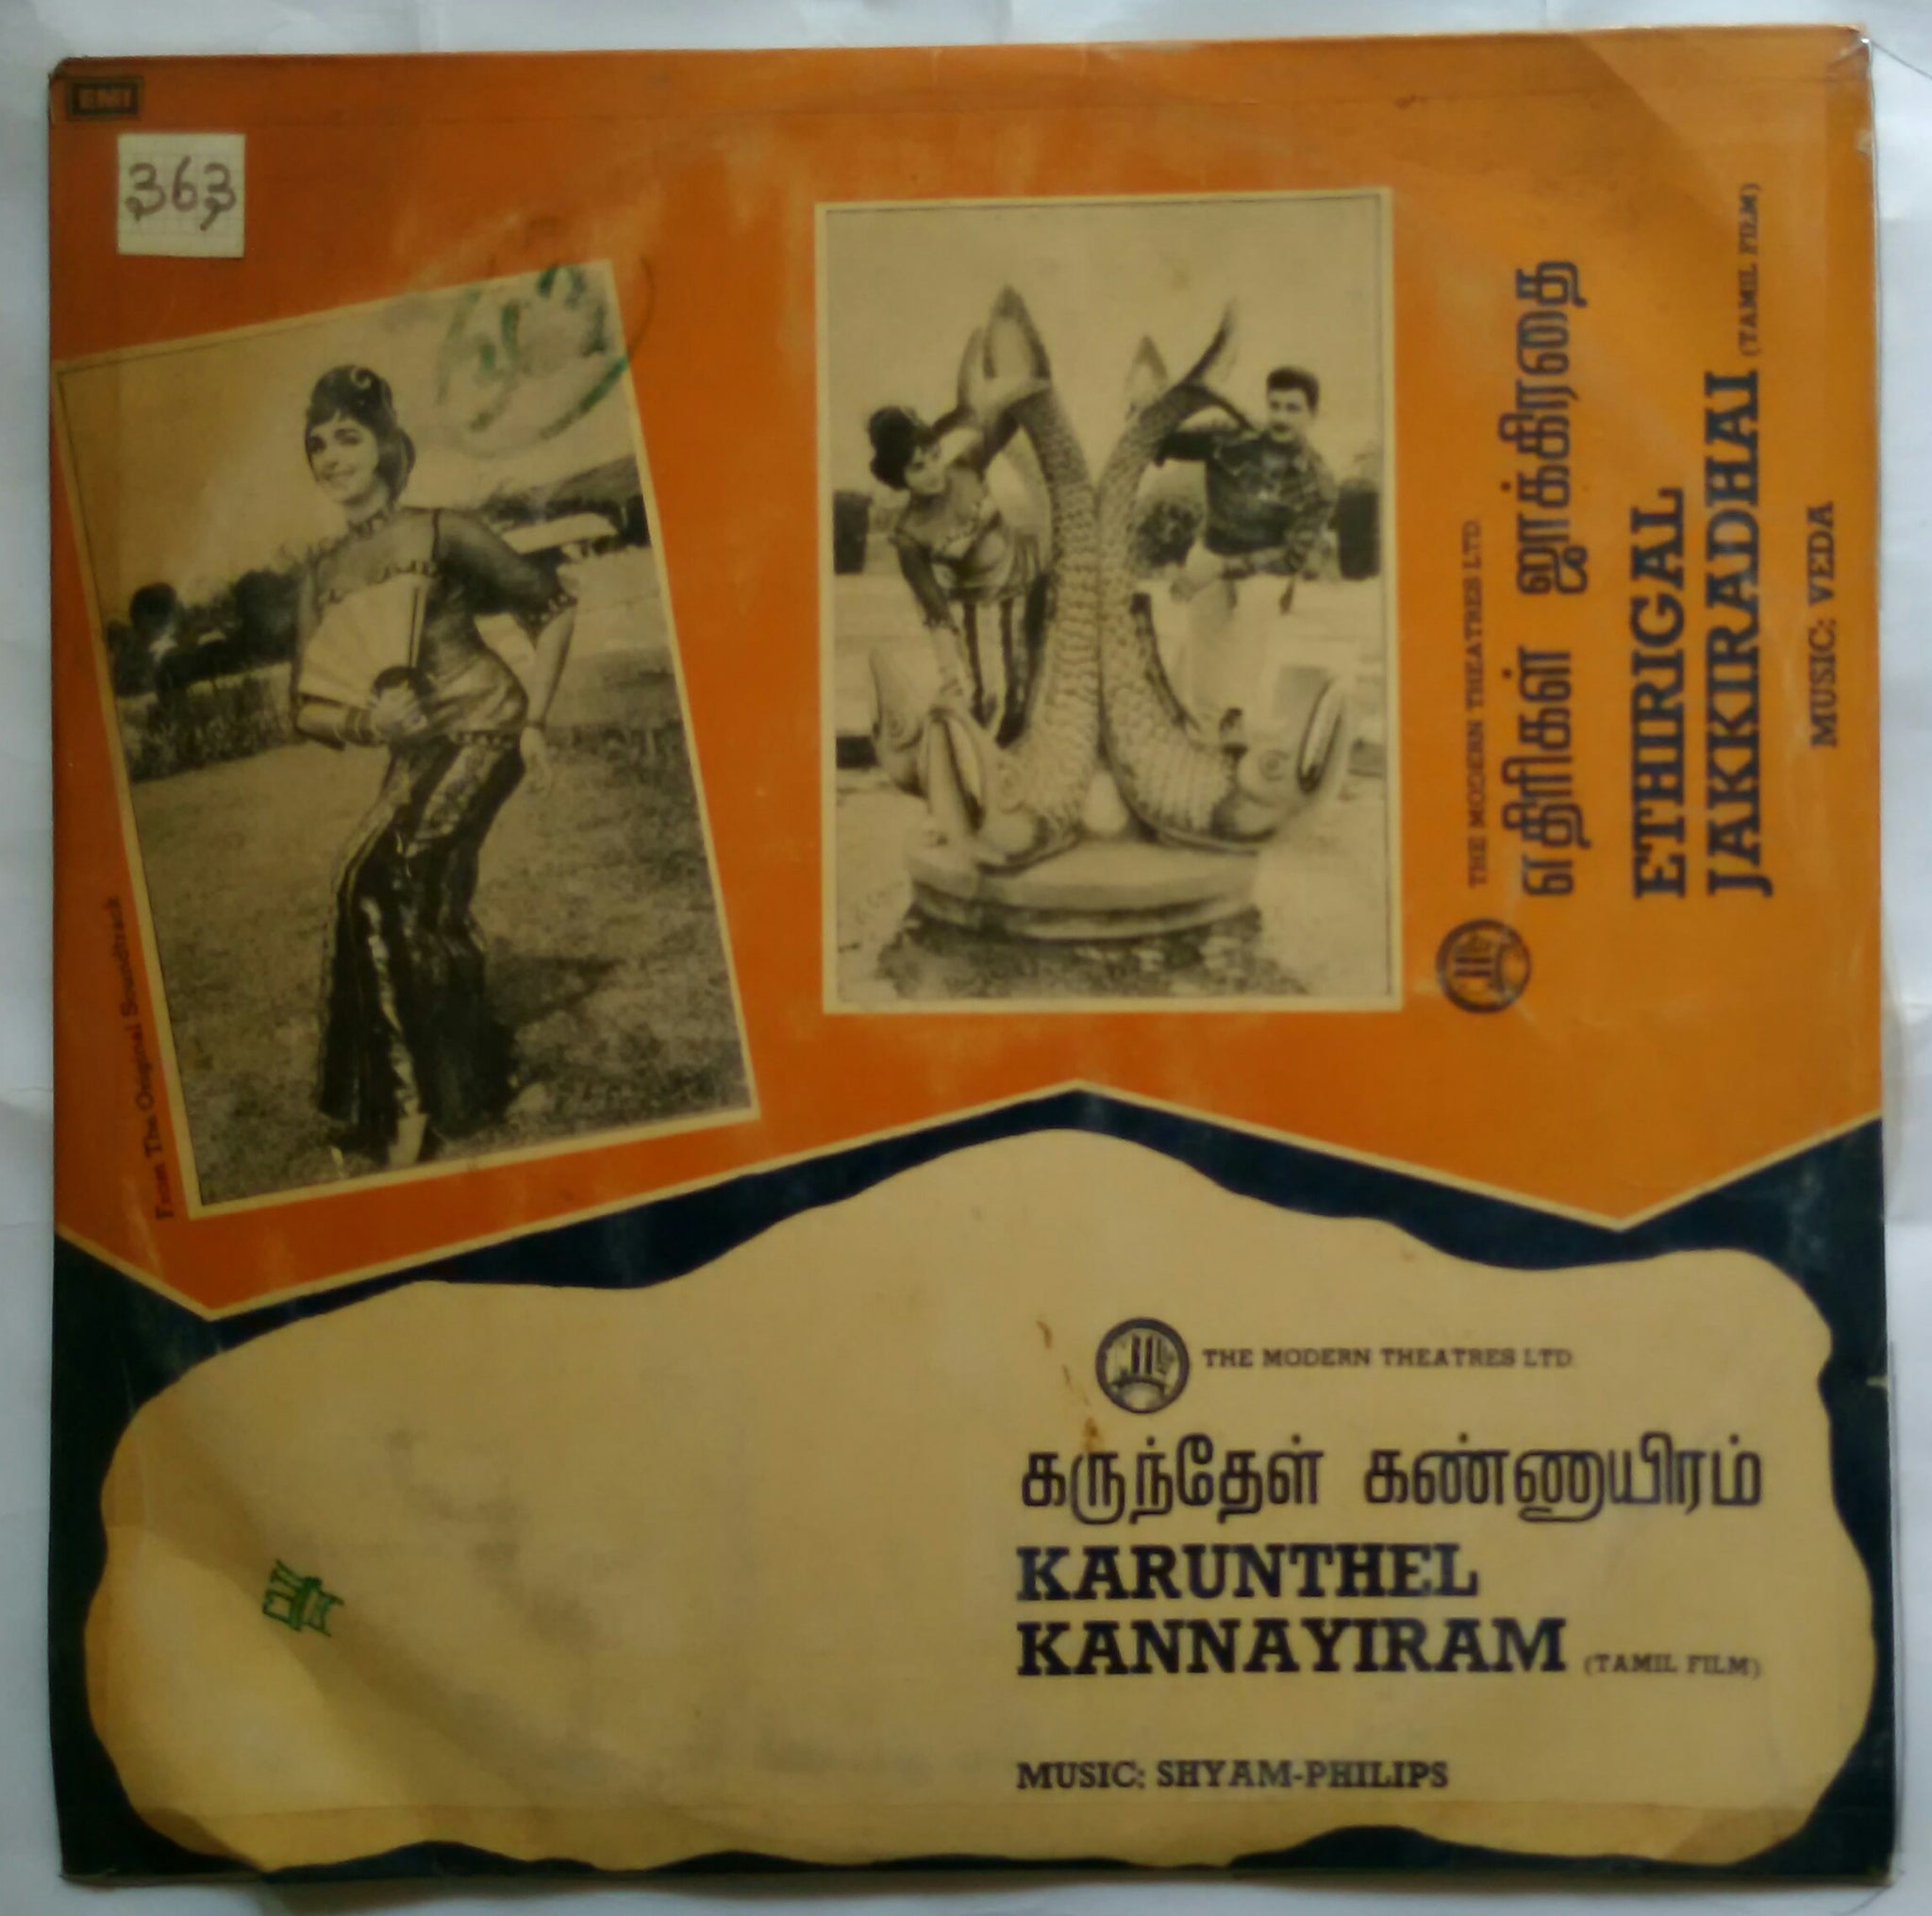 EMI
363
From The Original Soundtrack
THE MODERN THEATRES LTD.
எதிரிகள் ஜாக்கிரதை
ETHIRIGAL
JAKKIRADHAI (TAMIL FILM)
MUSIC: VEDA
THE MODERN THEATRES LTD
கருந்தேள் கண்ணாயிரம்
KARUNTHEL
KANNAYIRAM (TAMIL FILM)
MUSIC: SHYAM-PHILIPS